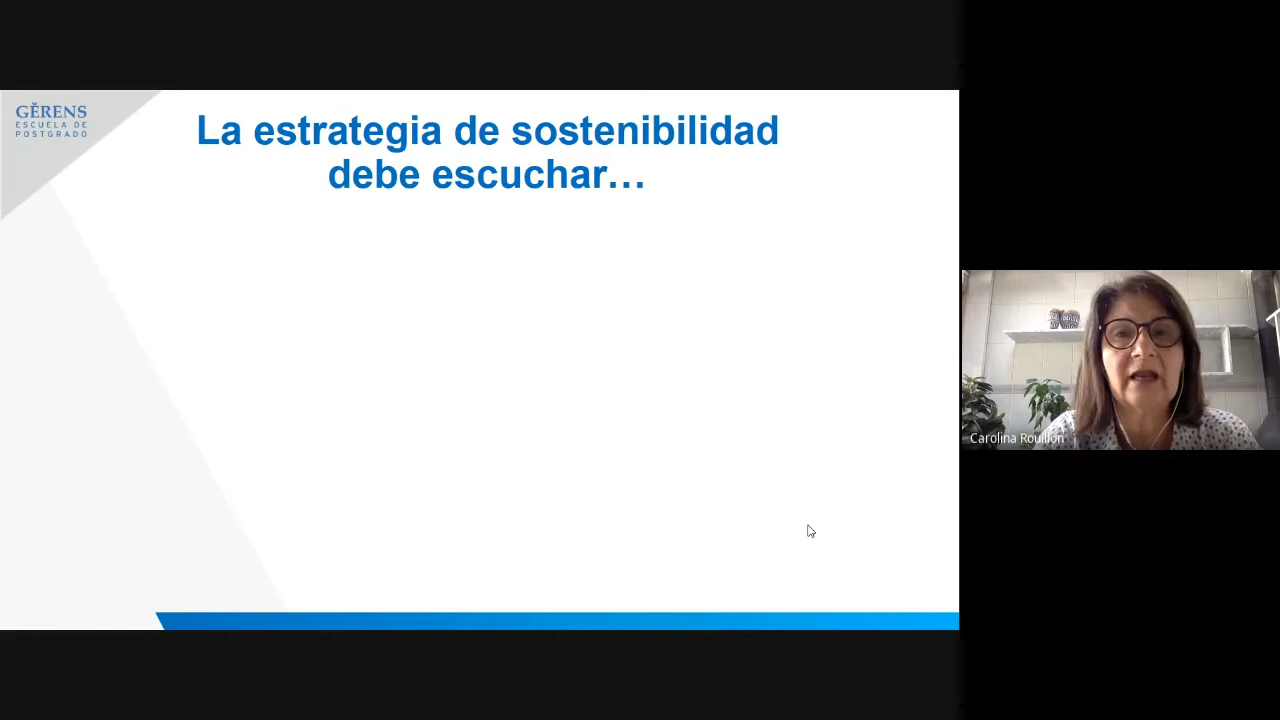 GĚRENS
ESCUELA DE
POSTGRADO
La estrategia de sostenibilidad
debe escuchar…
Carolina Rouillon